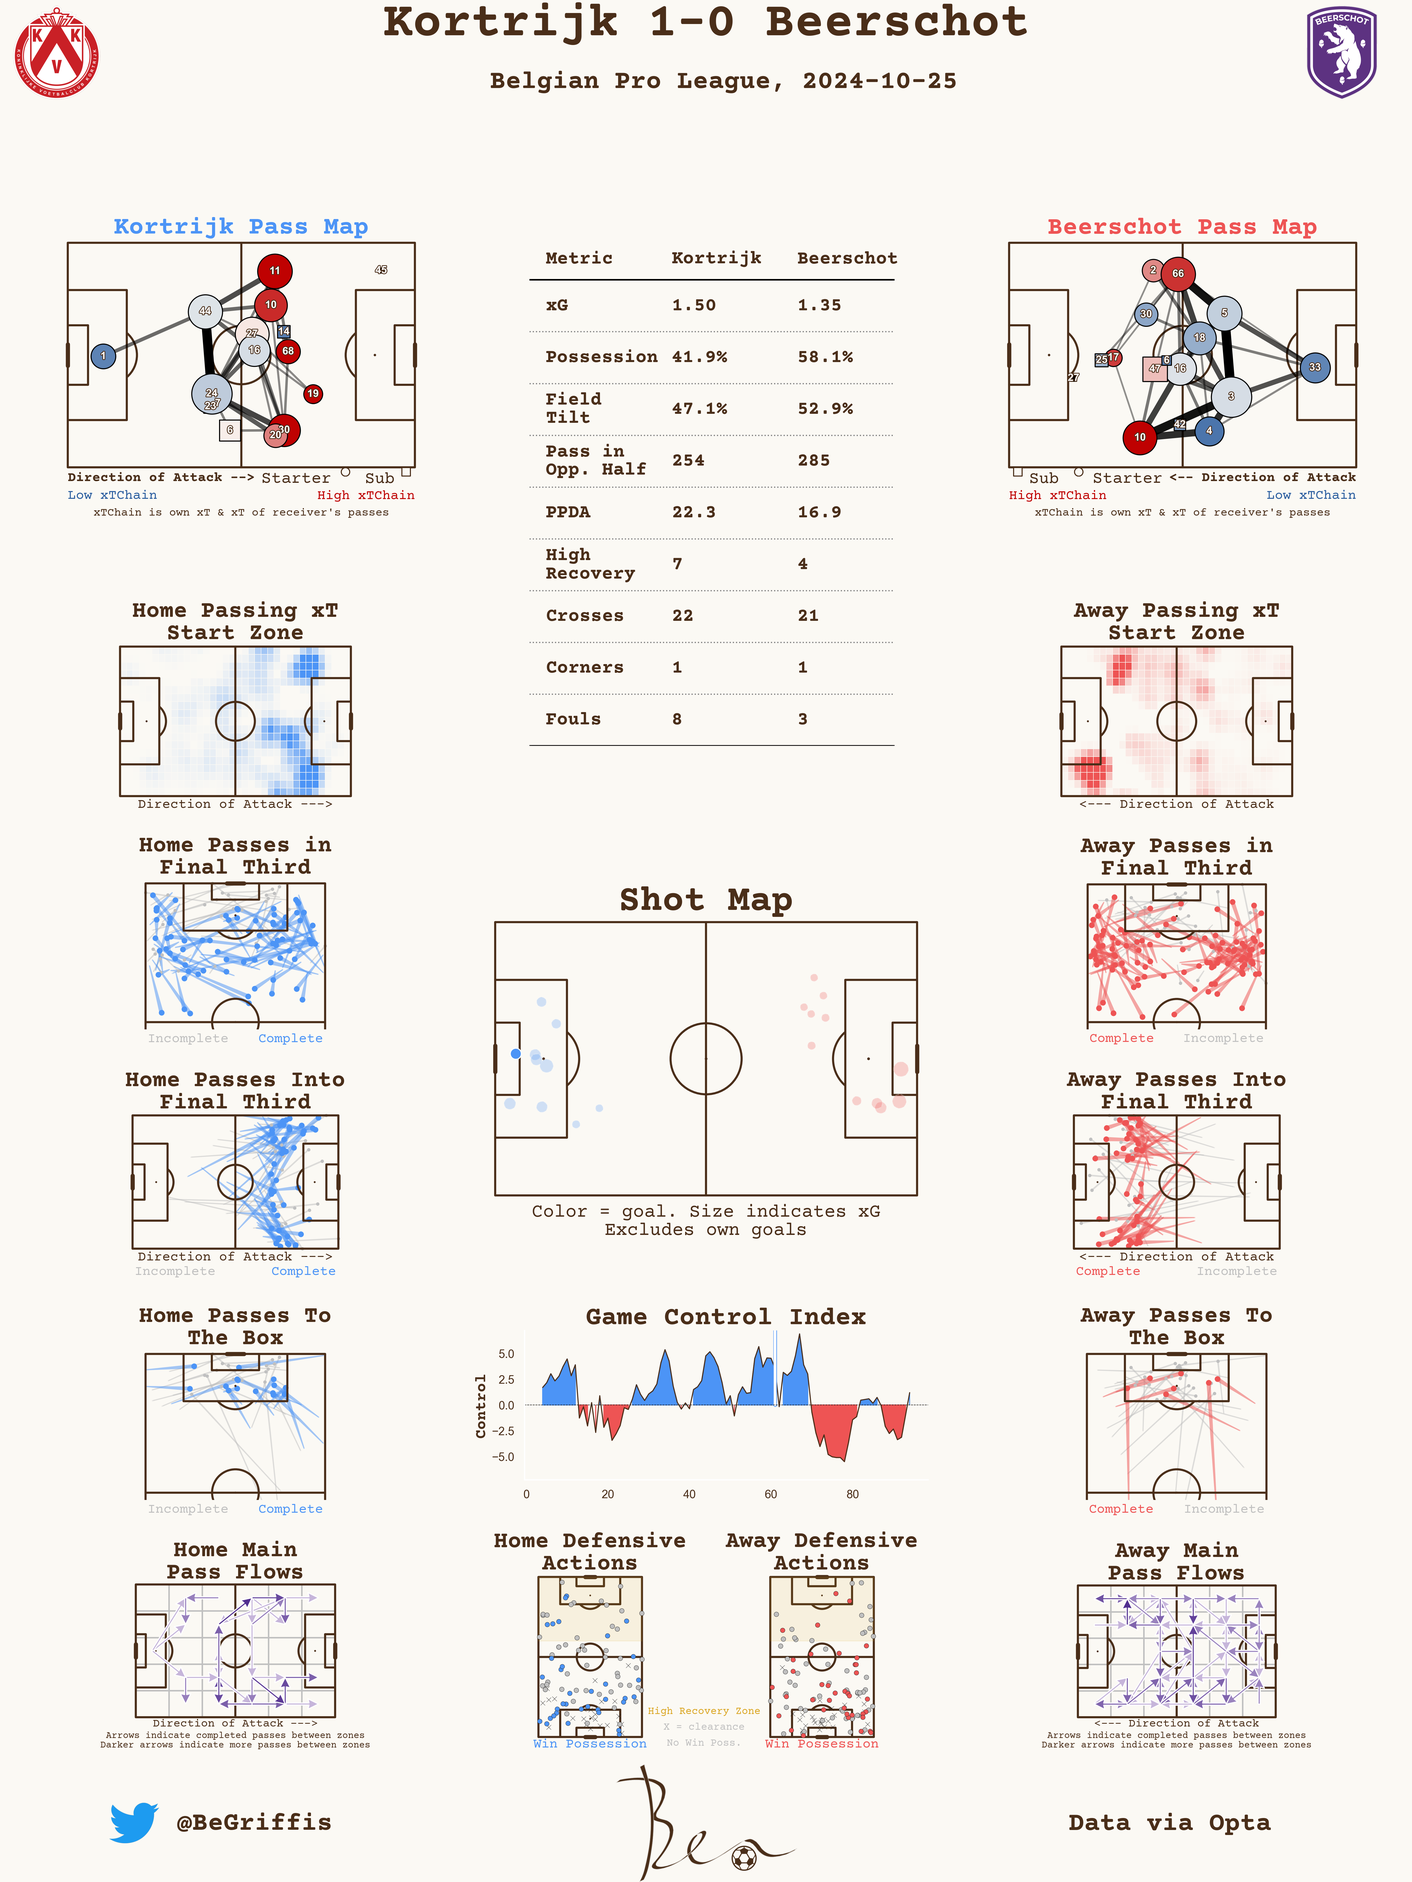 Kortrijk 1-0 Beerschot
Belgian Pro League, 2024-10-25
K K
V
KONINKLIJKE VOETBALCLUB KORTRIJK
BEERSCHOT
Kortrijk Pass Map
11
45
10
44
27
14
16
68
1
24
19
23
7
6
20
30
Direction of Attack --> Starter Sub
Low xTChain High xTChain
xTChain is own xT & xT of receiver's passes
Metric Kortrijk Beerschot
xG 1.50 1.35
Possession 41.9% 58.1%
Field
Tilt 47.1% 52.9%
Pass in
Opp. Half 254 285
PPDA 22.3 16.9
High
Recovery 7 4
Crosses 22 21
Corners 1 1
Fouls 8 3
Beerschot Pass Map
2 66
30 5
18
25 17
6
27 47 16 33
3
42
10 4
Sub Starter <-- Direction of Attack
High xTChain Low xTChain
xTChain is own xT & xT of receiver's passes
Home Passing xT
Start Zone
Direction of Attack --->
Away Passing xT
Start Zone
<--- Direction of Attack
Home Passes in
Final Third
Incomplete Complete
Away Passes in
Final Third
Complete Incomplete
Shot Map
Color = goal. Size indicates xG
Excludes own goals
Home Passes Into
Final Third
Direction of Attack --->
Incomplete Complete
Away Passes Into
Final Third
<--- Direction of Attack
Complete Incomplete
Home Passes To
The Box
Incomplete Complete
Game Control Index
Control
5.0
2.5
0.0
−2.5
−5.0
0 20 40 60 80
Away Passes To
The Box
Complete Incomplete
Home Main
Pass Flows
Direction of Attack --->
Arrows indicate completed passes between zones
Darker arrows indicate more passes between zones
Home Defensive
Actions
Win Possession
Away Defensive
Actions
Win Possession
High Recovery Zone
X = clearance
No Win Poss.
Away Main
Pass Flows
<--- Direction of Attack
Arrows indicate completed passes between zones
Darker arrows indicate more passes between zones
@BeGriffis
Ben
Data via Opta